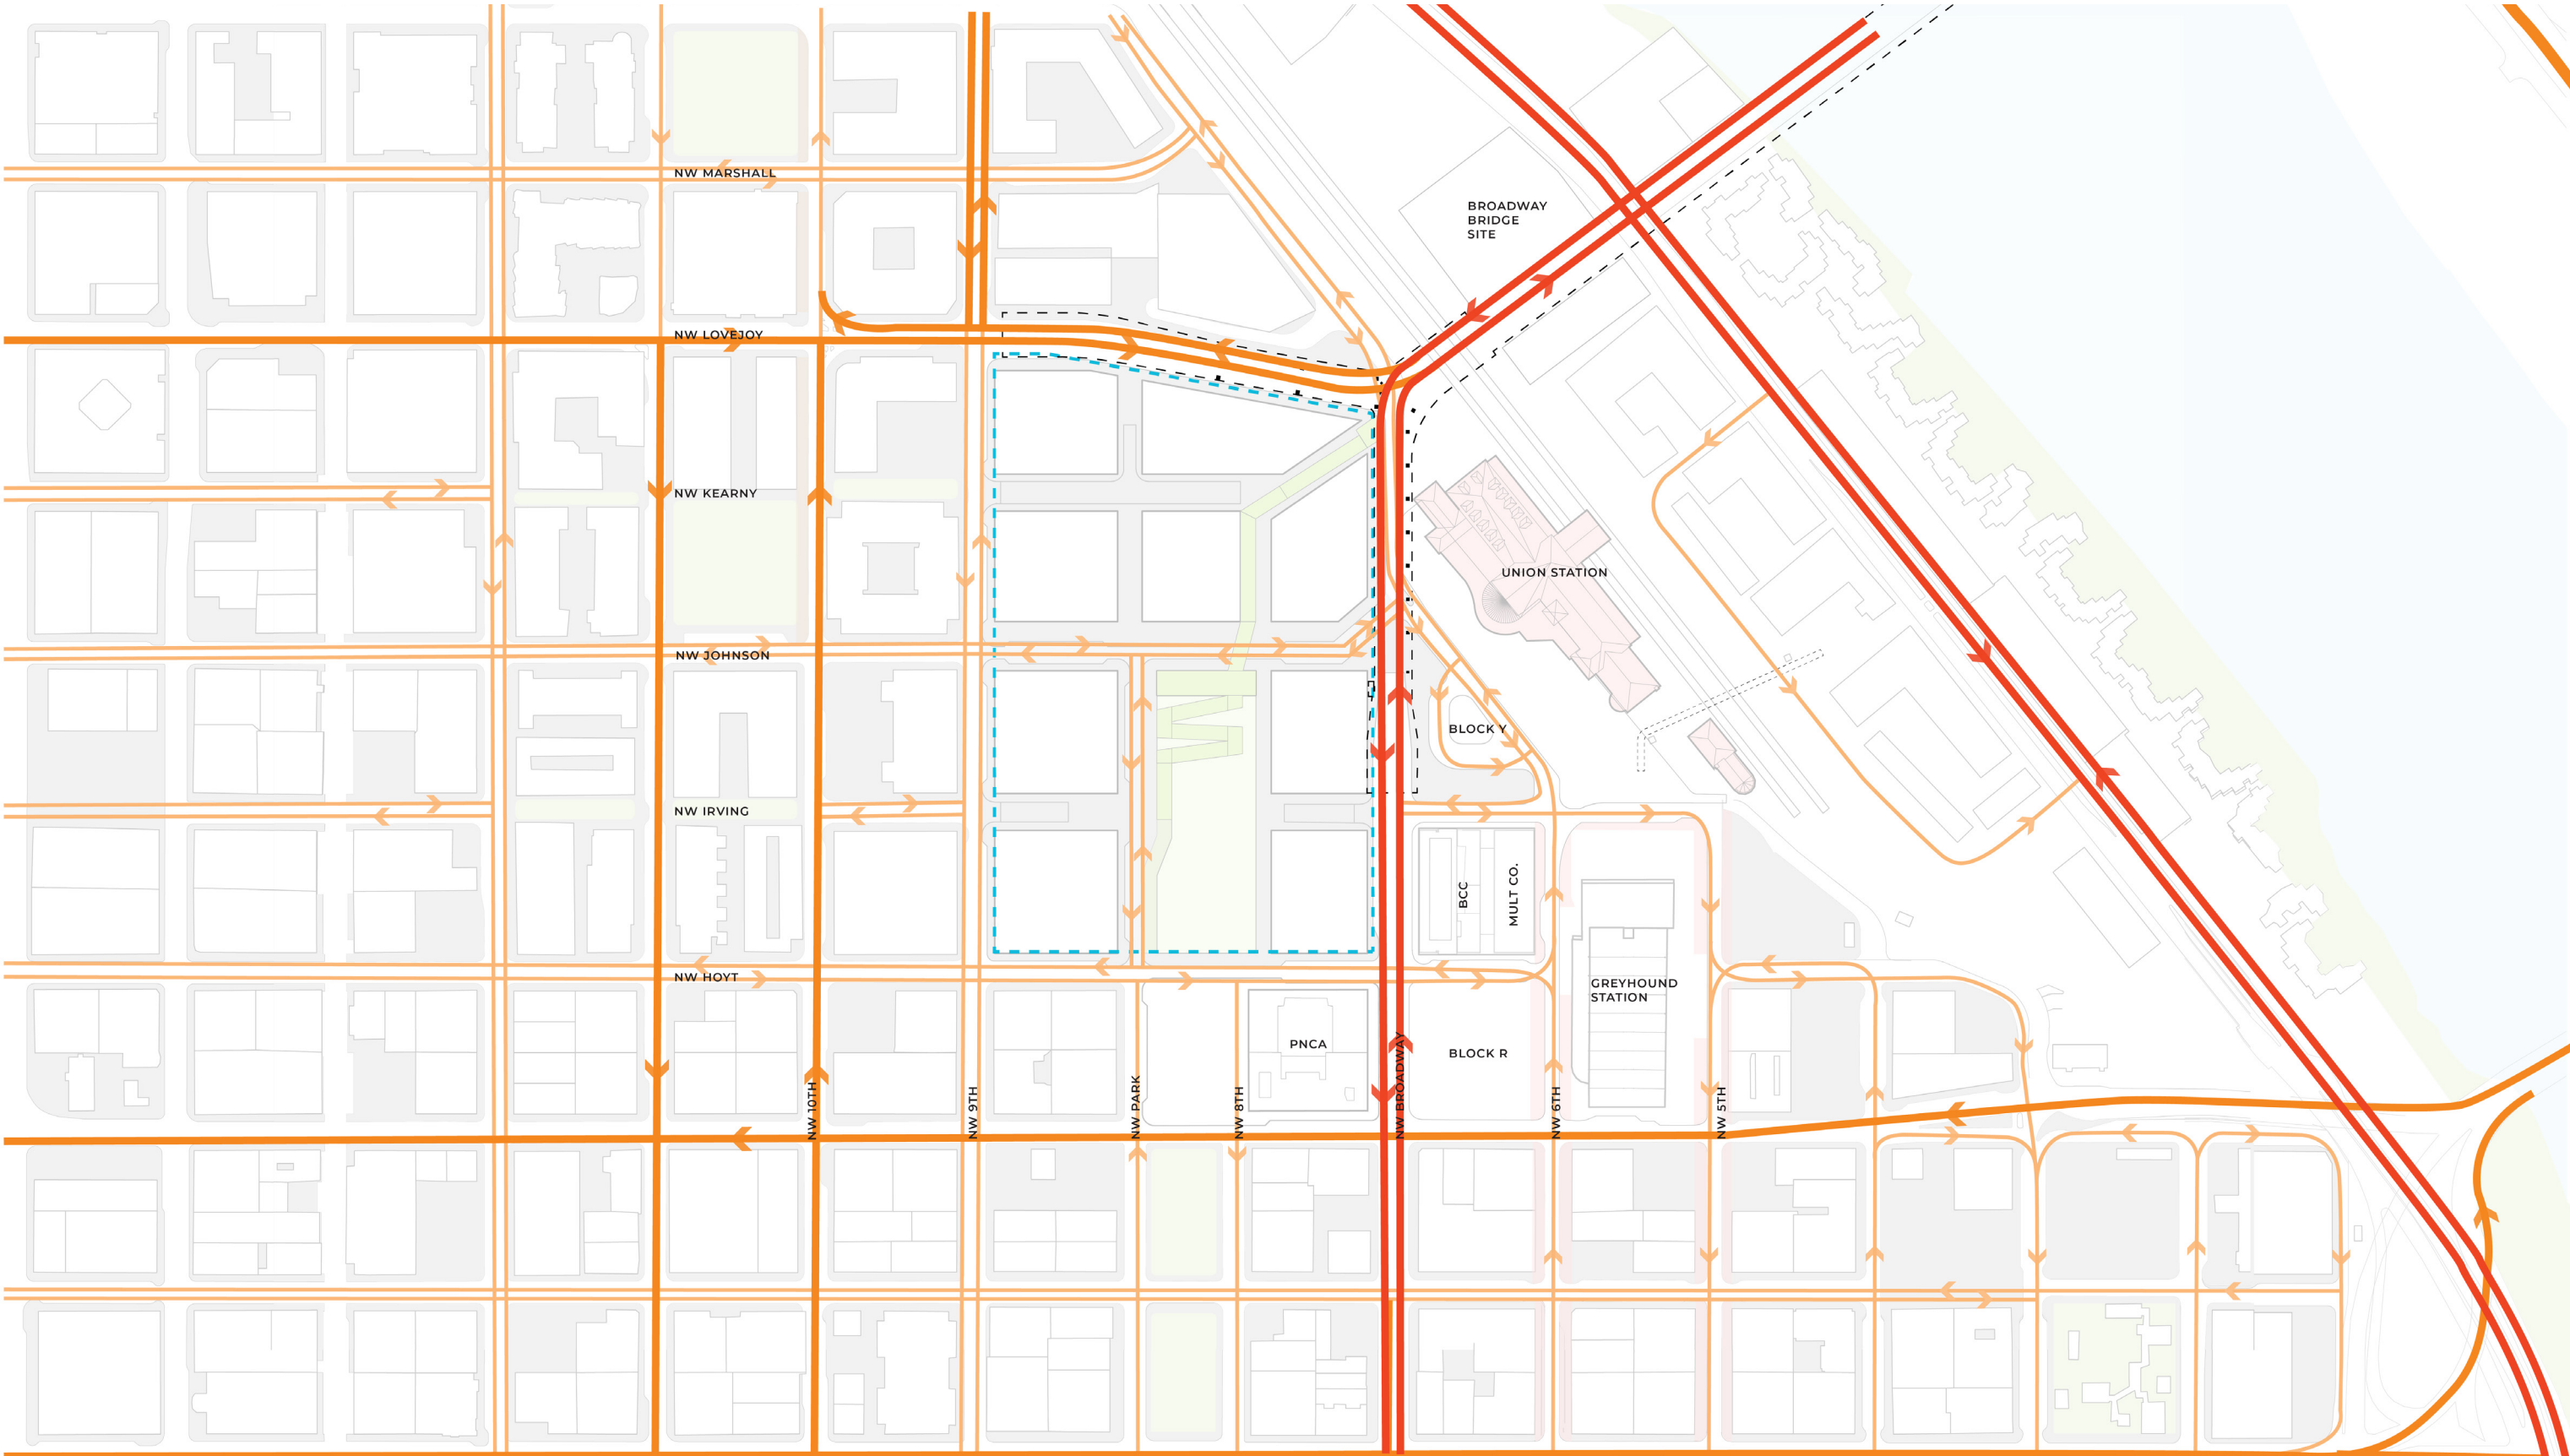 NW MARSHALL
BROADWAY
BRIDGE
SITE
NW LOVEJOY
NW KEARNY
UNION STATION
NW JOHNSON
BLOCK Y
NW IRVING
BCC
MULT CO.
NW HOYT
GREYHOUND
STATION
PNCA
BLOCK R
NW 10TH
NW 9TH
NW PARK
NW 8TH
NW BROADWAY
NW 6TH
NW 5TH